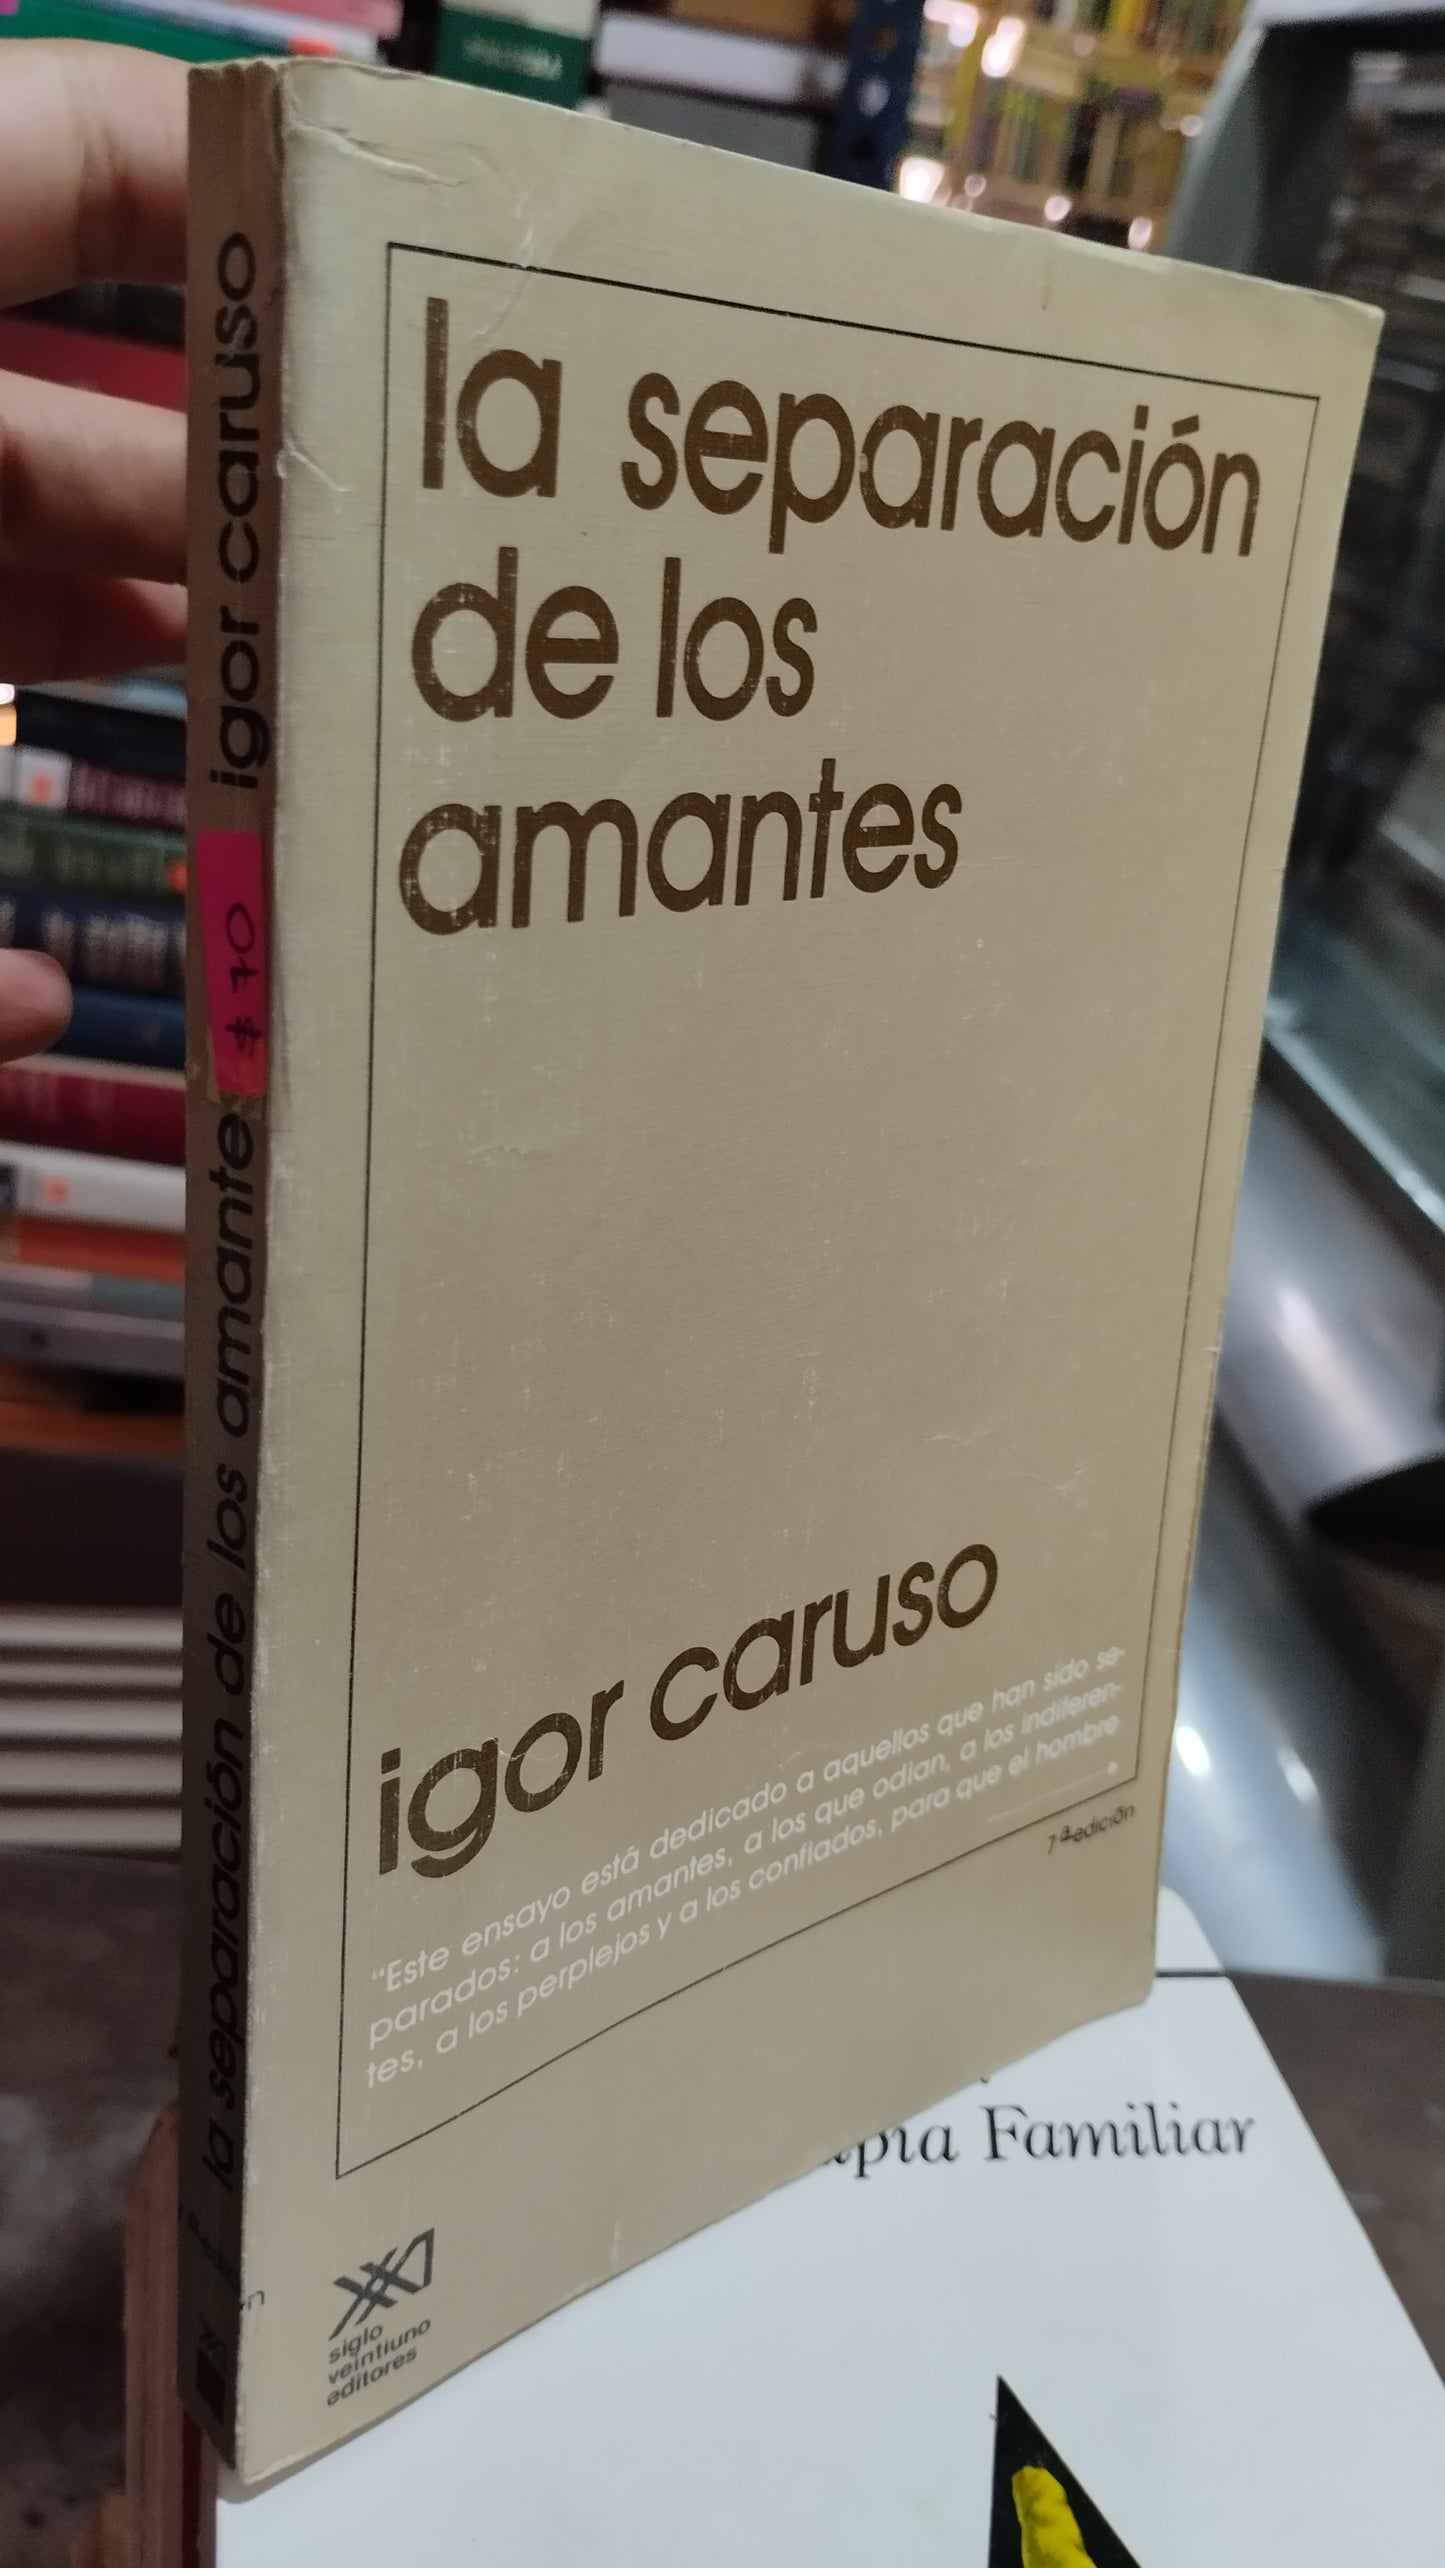 la separación
de los
amantes
igor caruso
“Este ensayo está dedicado a aquellos que han sido se-
parados: a los amantes, a los que odian, a los indiferen-
tes, a los perplejos y a los confiados, para que el hombre
7ª edición
siglo
veintiuno
editores
igor caruso
$ 70
la separación de los amante
Familiar